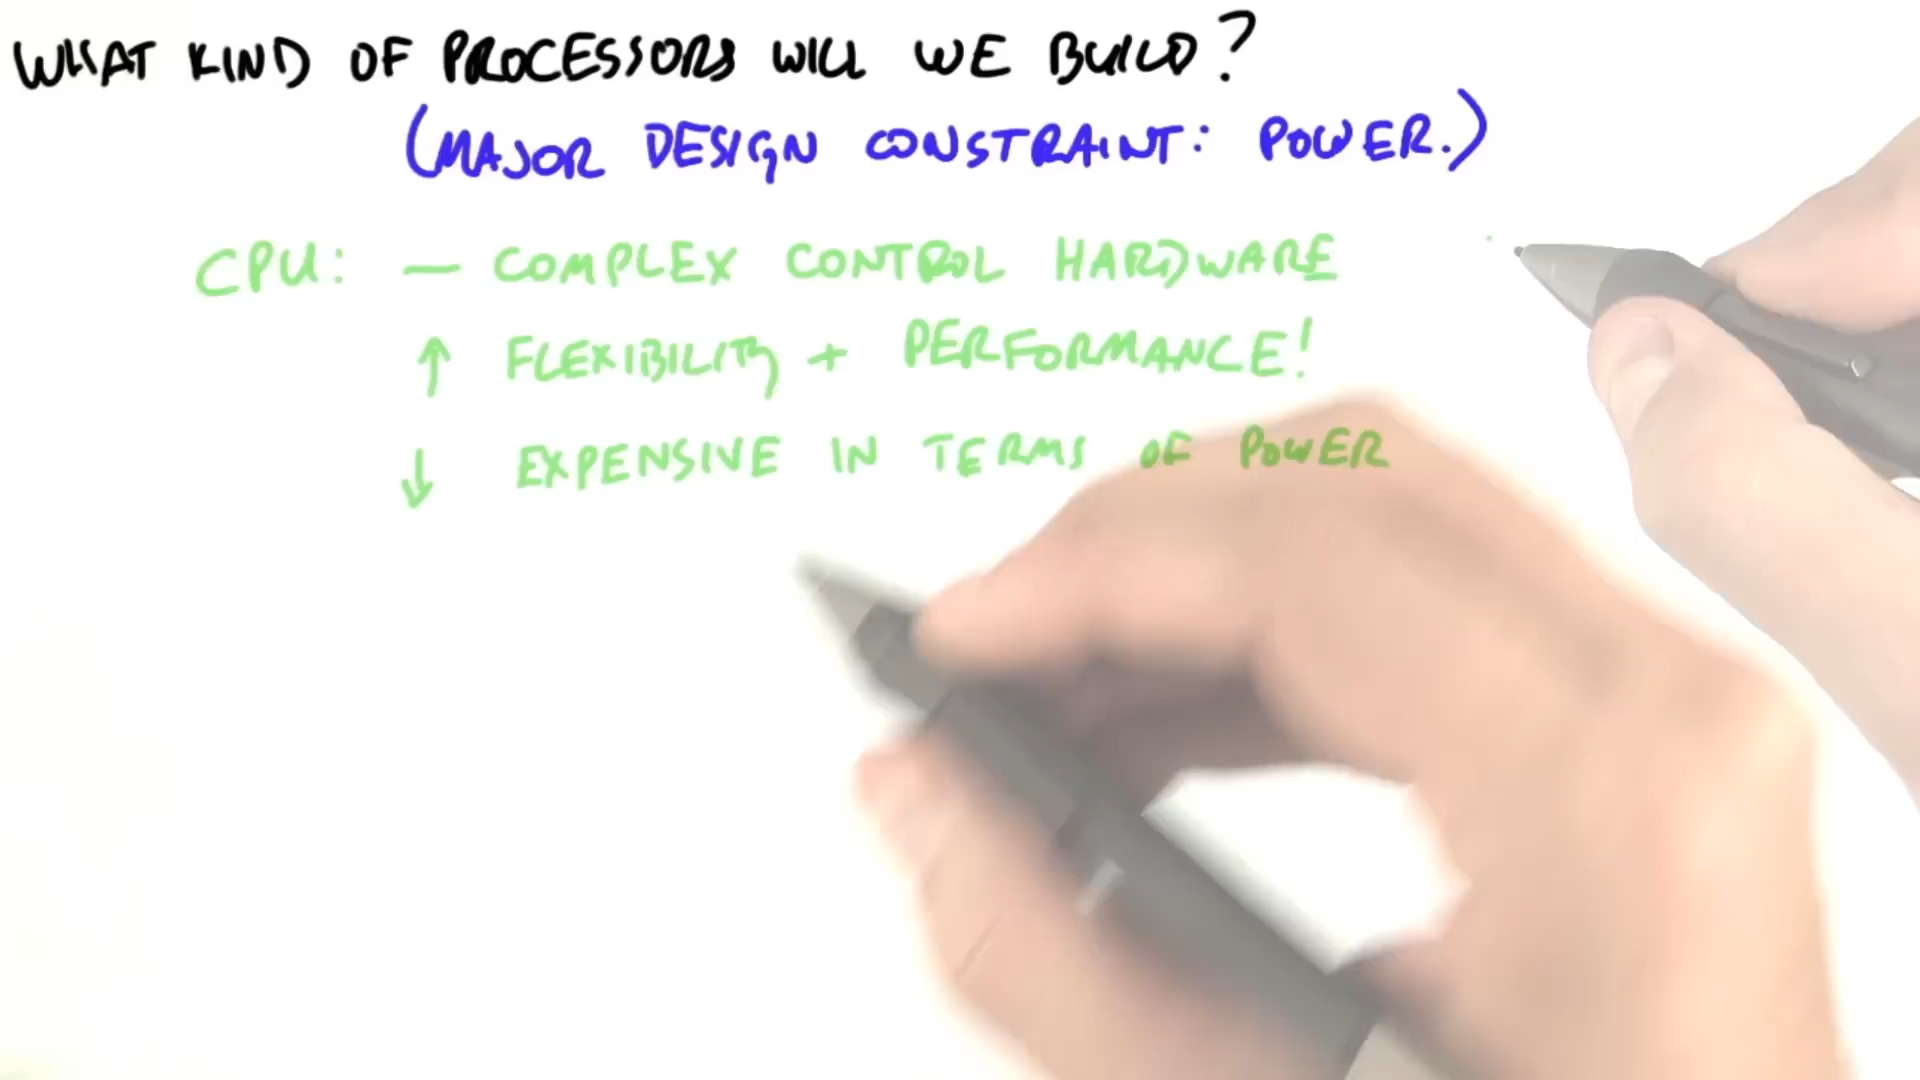 WHAT KIND OF PROCESSORS WILL WE BUILD?
(MAJOR DESIGN CONSTRAINT: POWER.)
CPU: — COMPLEX CONTROL HARDWARE
↑ FLEXIBILITY + PERFORMANCE!
↓ EXPENSIVE IN TERMS OF POWER